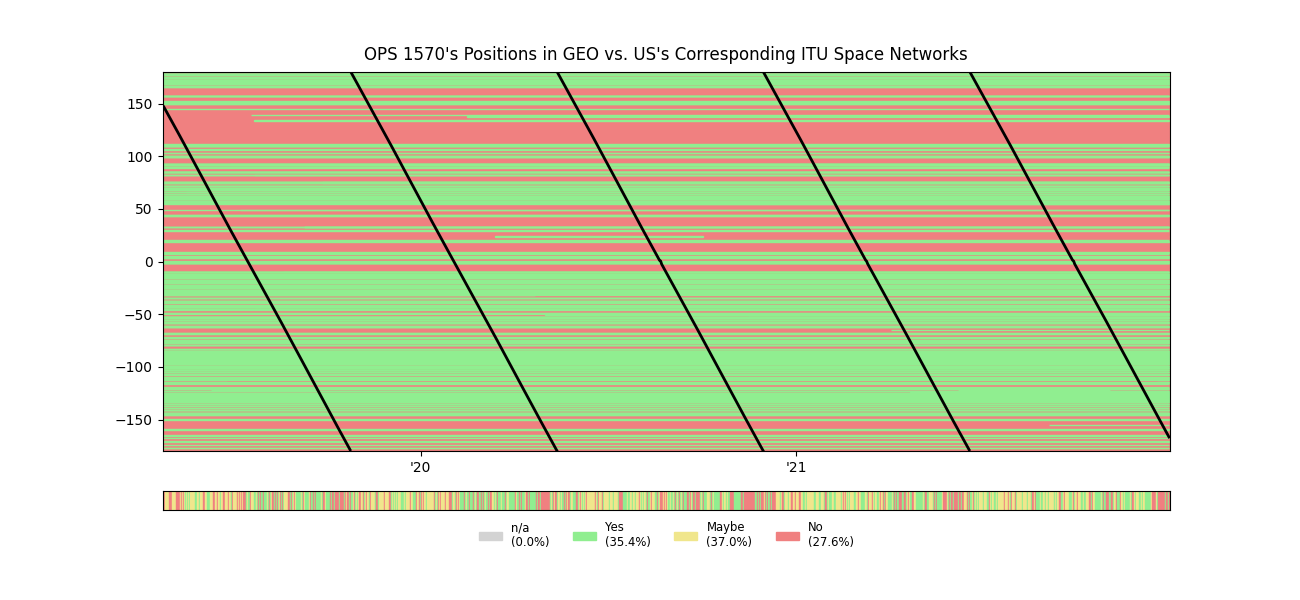 OPS 1570's Positions in GEO vs. US's Corresponding ITU Space Networks
150
100
50
0
−50
−100
−150
'20
'21
n/a
(0.0%)
Yes
(35.4%)
Maybe
(37.0%)
No
(27.6%)